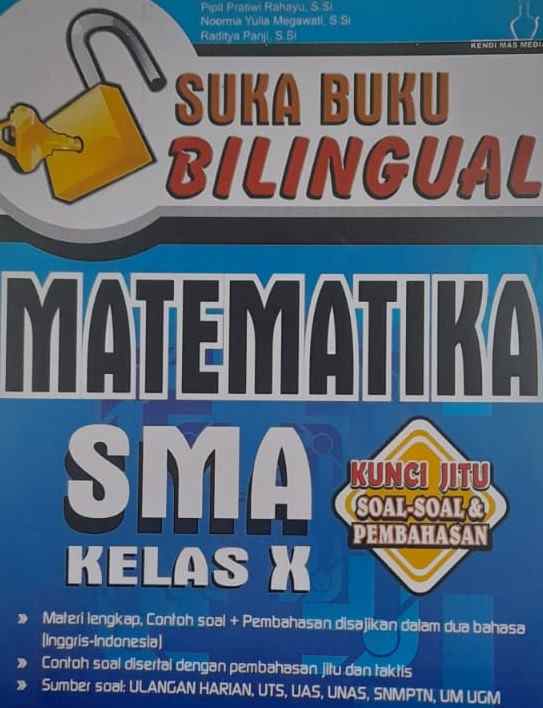 Pipit Pratiwi Rahayu, S.Si
Noorma Yulia Megawati, S.Si
Raditya Panji, S.Si
KENDI MAS MEDIA
SUKA BUKU
BILINGUAL
MATEMATIKA
SMA
KELAS X
KUNCI JITU
SOAL-SOAL &
PEMBAHASAN
» Materi lengkap, Contoh soal + Pembahasan disajikan dalam dua bahasa
(Inggris-Indonesia)
» Contoh soal disertai dengan pembahasan jitu dan taktis
» Sumber soal: ULANGAN HARIAN, UTS, UAS, UNAS, SNMPTN, UM UGM